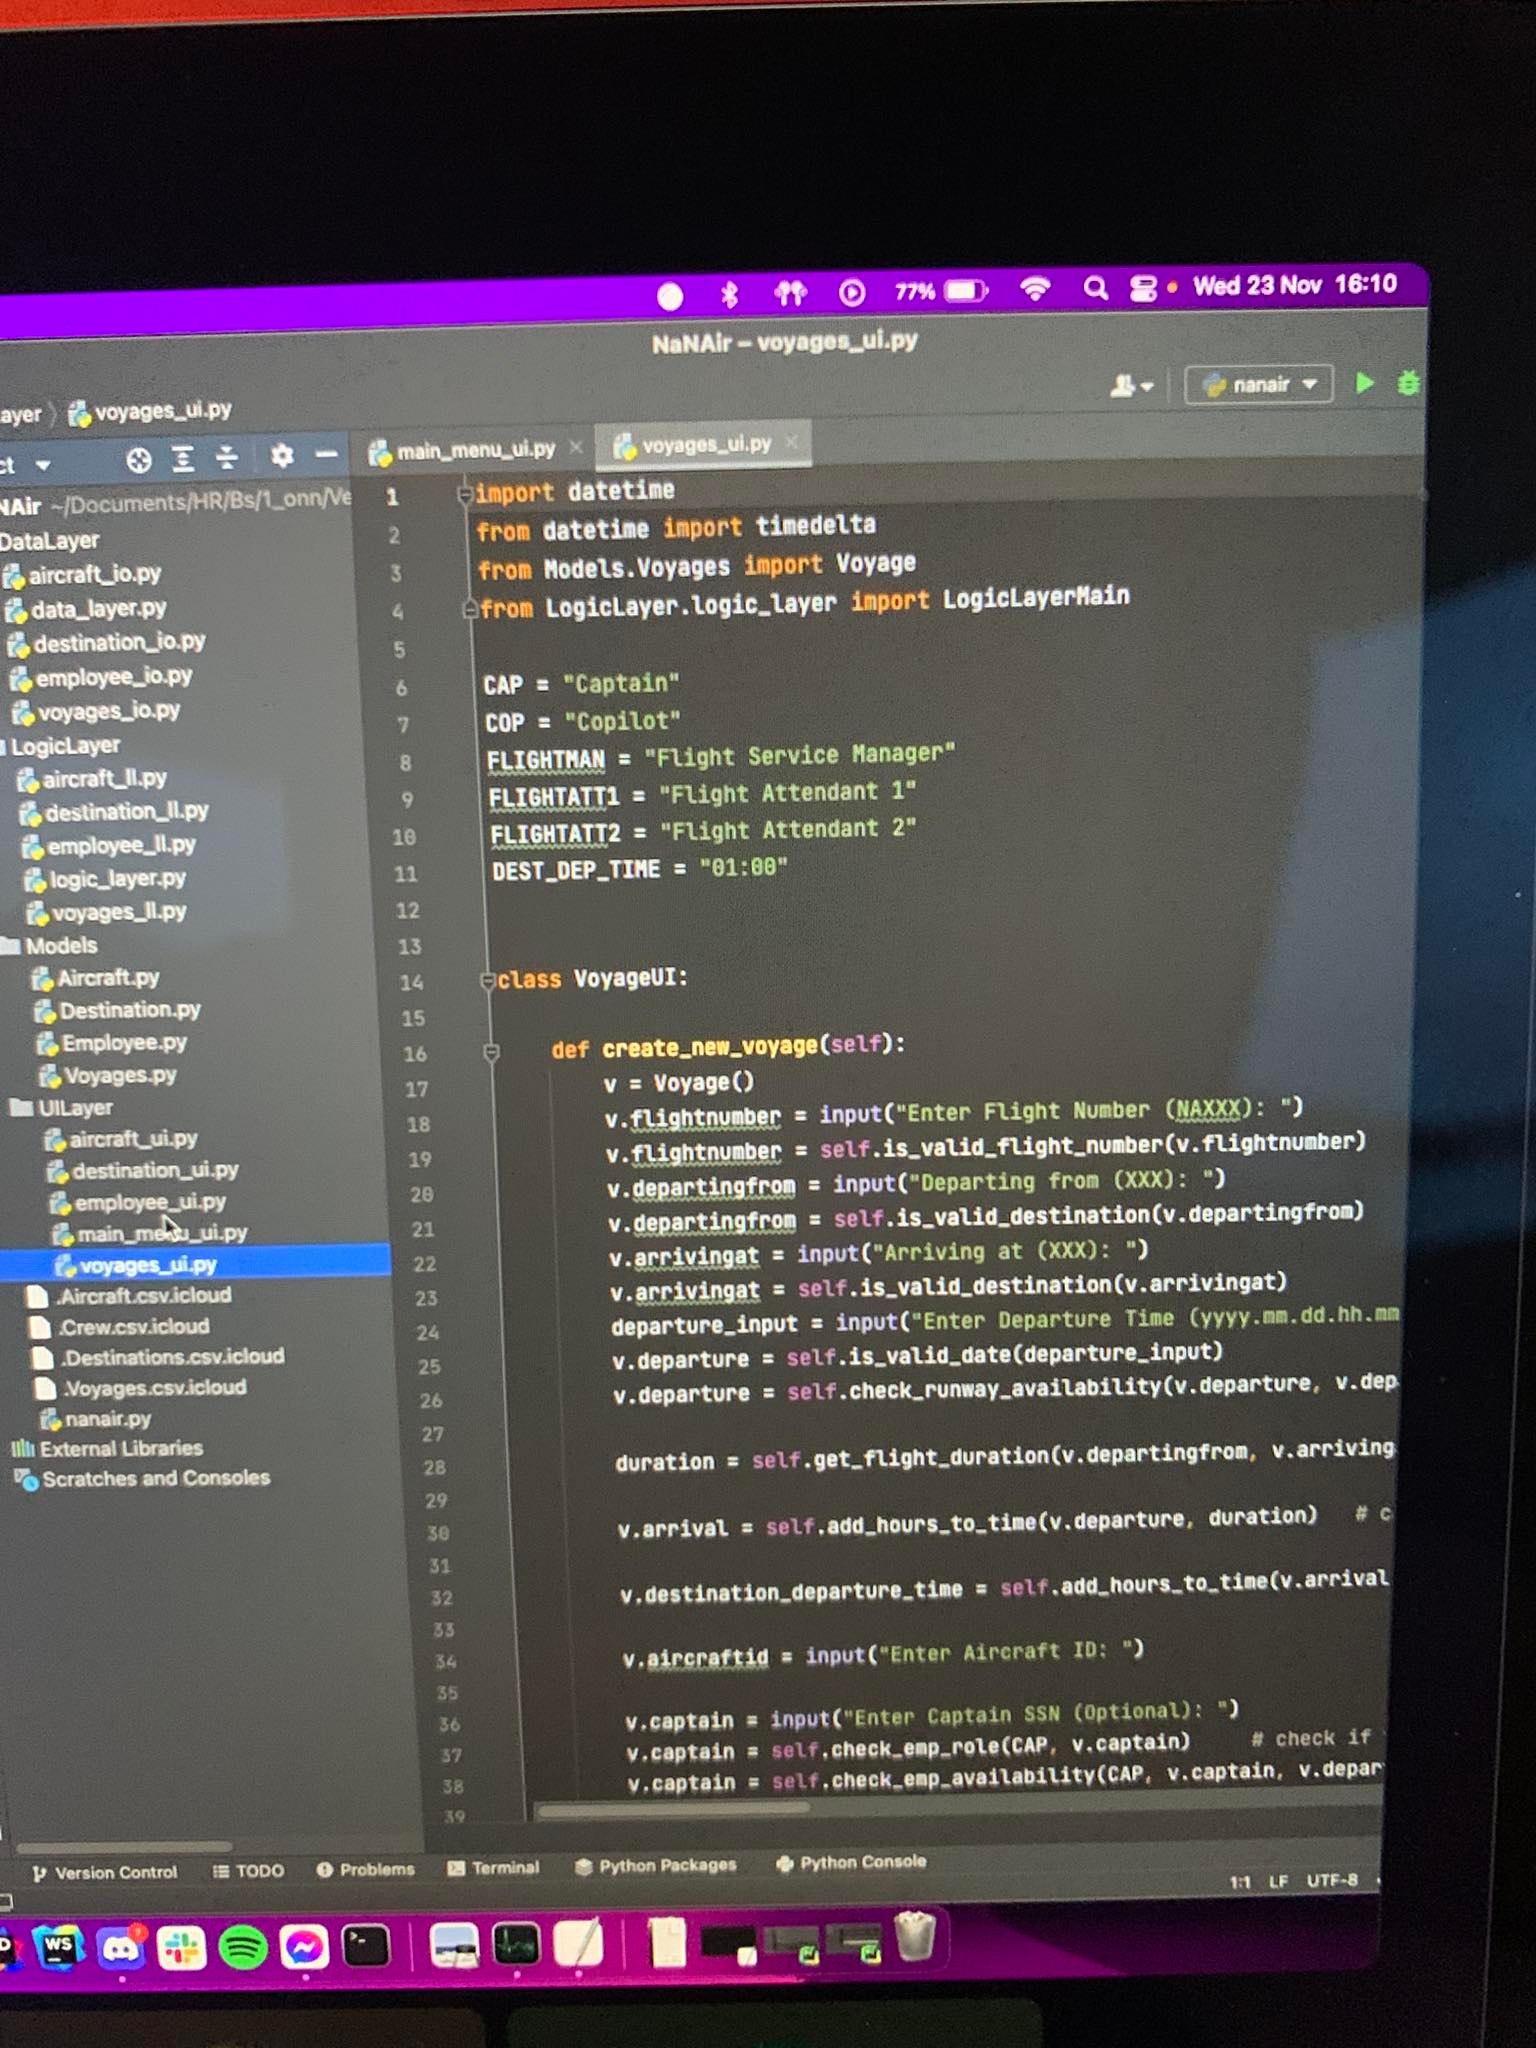 77% Wed 23 Nov 16:10
NaNAir – voyages_ui.py
ayer voyages_ui.py
nanair
ct
main_menu_ui.py
voyages_ui.py
NAir ~/Documents/HR/Bs/1_onn/Ve
DataLayer
aircraft_io.py
data_layer.py
destination_io.py
employee_io.py
voyages_io.py
LogicLayer
aircraft_ll.py
destination_ll.py
employee_ll.py
logic_layer.py
voyages_ll.py
Models
Aircraft.py
Destination.py
Employee.py
Voyages.py
UILayer
aircraft_ui.py
destination_ui.py
employee_ui.py
main_menu_ui.py
voyages_ui.py
.Aircraft.csv.icloud
.Crew.csv.icloud
.Destinations.csv.icloud
.Voyages.csv.icloud
nanair.py
External Libraries
Scratches and Consoles
1 import datetime
2 from datetime import timedelta
3 from Models.Voyages import Voyage
4 from LogicLayer.logic_layer import LogicLayerMain
5
6 CAP = "Captain"
7 COP = "Copilot"
8 FLIGHTMAN = "Flight Service Manager"
9 FLIGHTATT1 = "Flight Attendant 1"
10 FLIGHTATT2 = "Flight Attendant 2"
11 DEST_DEP_TIME = "01:00"
12
13
14 class VoyageUI:
15
16 def create_new_voyage(self):
17 v = Voyage()
18 v.flightnumber = input("Enter Flight Number (NAXXX): ")
19 v.flightnumber = self.is_valid_flight_number(v.flightnumber)
20 v.departingfrom = input("Departing from (XXX): ")
21 v.departingfrom = self.is_valid_destination(v.departingfrom)
22 v.arrivingat = input("Arriving at (XXX): ")
23 v.arrivingat = self.is_valid_destination(v.arrivingat)
24 departure_input = input("Enter Departure Time (yyyy.mm.dd.hh.mm
25 v.departure = self.is_valid_date(departure_input)
26 v.departure = self.check_runway_availability(v.departure, v.dep
27
28 duration = self.get_flight_duration(v.departingfrom, v.arriving
29
30 v.arrival = self.add_hours_to_time(v.departure, duration) # c
31
32 v.destination_departure_time = self.add_hours_to_time(v.arrival
33
34 v.aircraftid = input("Enter Aircraft ID: ")
35
36 v.captain = input("Enter Captain SSN (Optional): ")
37 v.captain = self.check_emp_role(CAP, v.captain) # check if
38 v.captain = self.check_emp_availability(CAP, v.captain, v.depar
39
Version Control TODO Problems Terminal Python Packages Python Console
1:1 LF UTF-8
D WS